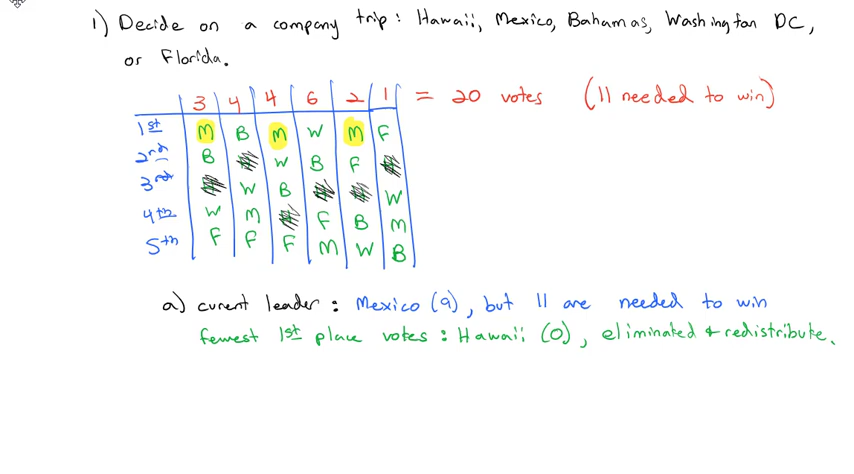 1) Decide on a company trip: Hawaii, Mexico, Bahamas, Washington DC,
or Florida.
3 4 4 6 2 1 = 20 votes (11 needed to win)
1st M B M W M F
2nd B W B F
3rd W B W
4th W M F B M
5th F F F M W B
a) curent leader: Mexico (9), but 11 are needed to win
fewest 1st place votes: Hawaii (0), eliminated + redistribute.